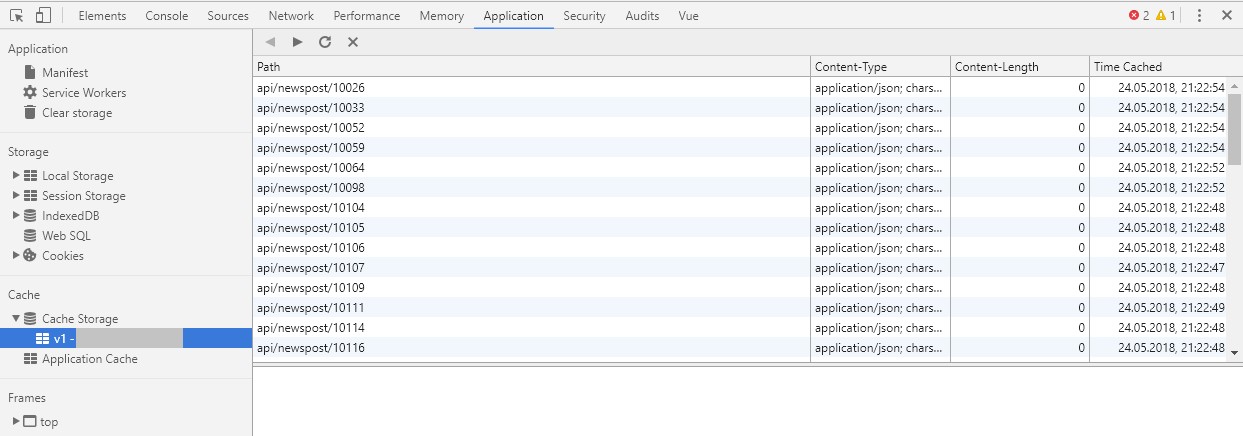 Elements Console Sources Network Performance Memory Application Security Audits Vue 2 1
Application
Manifest
Service Workers
Clear storage
Storage
Local Storage
Session Storage
IndexedDB
Web SQL
Cookies
Cache
Cache Storage
v1 -
Application Cache
Frames
top
Path Content-Type Content-Length Time Cached
api/newspost/10026 application/json; chars... 0 24.05.2018, 21:22:54
api/newspost/10033 application/json; chars... 0 24.05.2018, 21:22:54
api/newspost/10052 application/json; chars... 0 24.05.2018, 21:22:54
api/newspost/10059 application/json; chars... 0 24.05.2018, 21:22:54
api/newspost/10064 application/json; chars... 0 24.05.2018, 21:22:52
api/newspost/10098 application/json; chars... 0 24.05.2018, 21:22:52
api/newspost/10104 application/json; chars... 0 24.05.2018, 21:22:48
api/newspost/10105 application/json; chars... 0 24.05.2018, 21:22:48
api/newspost/10106 application/json; chars... 0 24.05.2018, 21:22:48
api/newspost/10107 application/json; chars... 0 24.05.2018, 21:22:47
api/newspost/10109 application/json; chars... 0 24.05.2018, 21:22:48
api/newspost/10111 application/json; chars... 0 24.05.2018, 21:22:49
api/newspost/10114 application/json; chars... 0 24.05.2018, 21:22:48
api/newspost/10116 application/json; chars... 0 24.05.2018, 21:22:48